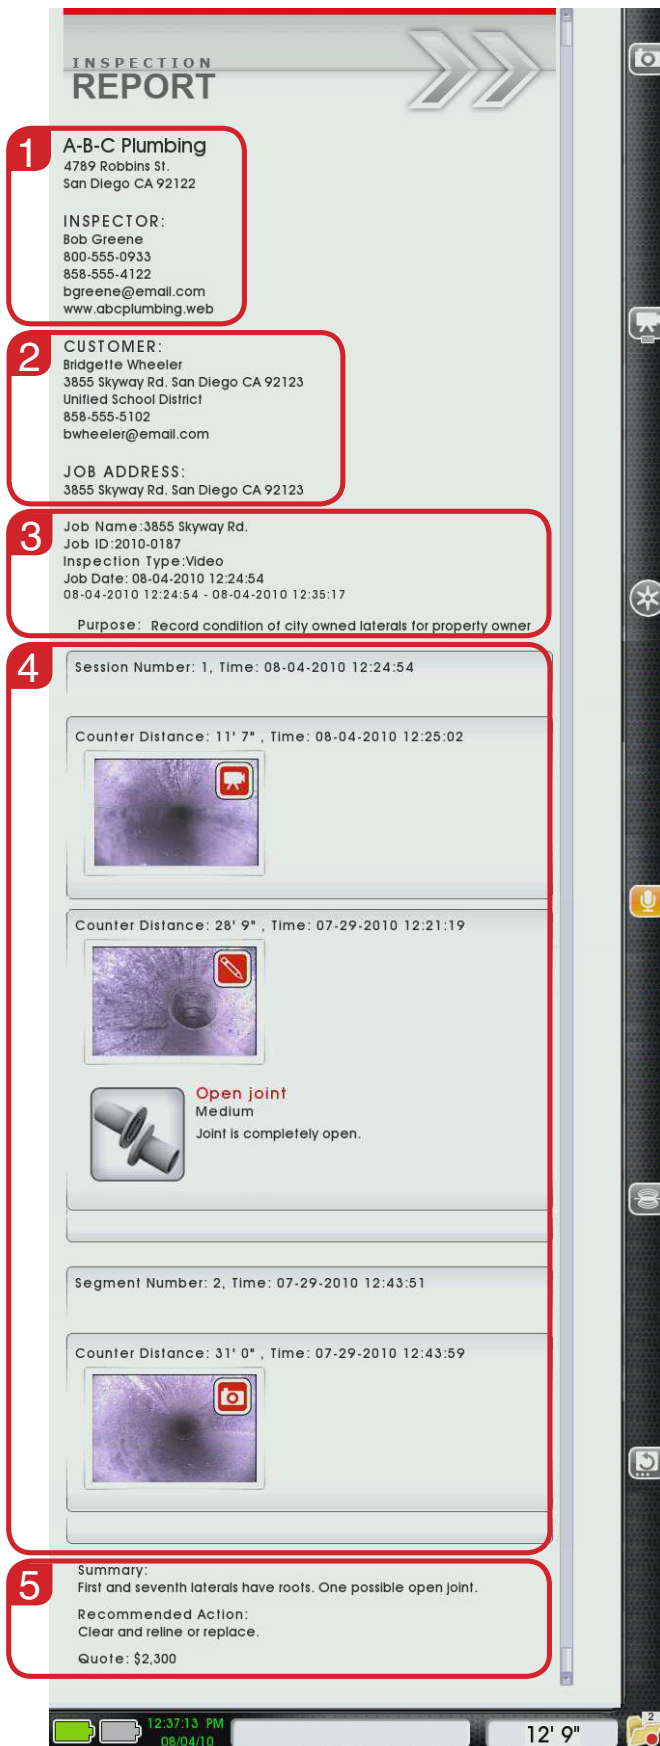 INSPECTION
REPORT
1
A-B-C Plumbing
4789 Robbins St.
San Diego CA 92122
INSPECTOR:
Bob Greene
800-555-0933
858-555-4122
bgreene@email.com
www.abcplumbing.web
2
CUSTOMER:
Bridgette Wheeler
3855 Skyway Rd. San Diego CA 92123
Unified School District
858-555-5102
bwheeler@email.com
JOB ADDRESS:
3855 Skyway Rd. San Diego CA 92123
3
Job Name:3855 Skyway Rd.
Job ID:2010-0187
Inspection Type:Video
Job Date: 08-04-2010 12:24:54
08-04-2010 12:24:54 - 08-04-2010 12:35:17
Purpose: Record condition of city owned laterals for property owner
4
Session Number: 1, Time: 08-04-2010 12:24:54
Counter Distance: 11' 7" , Time: 08-04-2010 12:25:02
Counter Distance: 28' 9" , Time: 07-29-2010 12:21:19
Open joint
Medium
Joint is completely open.
Segment Number: 2, Time: 07-29-2010 12:43:51
Counter Distance: 31' 0" , Time: 07-29-2010 12:43:59
5
Summary:
First and seventh laterals have roots. One possible open joint.
Recommended Action:
Clear and reline or replace.
Quote: $2,300
12:37:13 PM
08/04/10
12' 9"
2